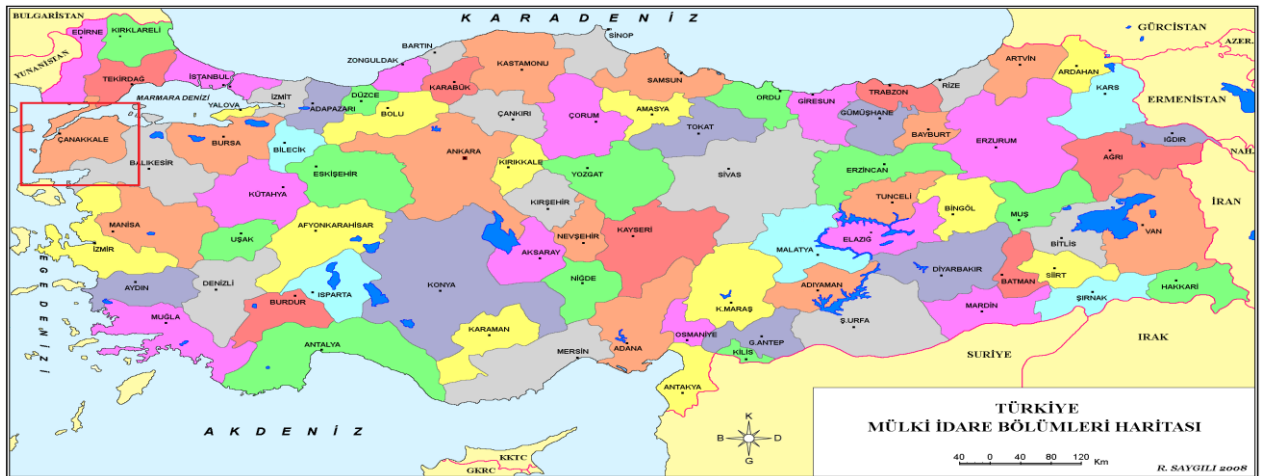 K A R A D E N İ Z
BULGARİSTAN
EDİRNE
KIRKLARELİ
YUNANİSTAN
TEKİRDAĞ
İSTANBUL
MARMARA DENİZİ
YALOVA
İZMİT
ADAPAZARI
DÜZCE
ZONGULDAK
BARTIN
KARABÜK
KASTAMONU
SİNOP
SAMSUN
ORDU
GİRESUN
TRABZON
RİZE
ARTVİN
ARDAHAN
GÜRCİSTAN
AZER.
KARS
ERMENİSTAN
ÇANAKKALE
BALIKESİR
BURSA
BİLECİK
BOLU
ÇANKIRI
ÇORUM
AMASYA
TOKAT
GÜMÜŞHANE
BAYBURT
ERZURUM
IĞDIR
NAH.
AĞRI
ESKİŞEHİR
ANKARA
KIRIKKALE
YOZGAT
SİVAS
ERZİNCAN
KÜTAHYA
KIRŞEHİR
TUNCELİ
BİNGÖL
MUŞ
İRAN
MANİSA
İZMİR
UŞAK
AFYONKARAHİSAR
AKSARAY
NEVŞEHİR
KAYSERİ
MALATYA
ELAZIĞ
BİTLİS
VAN
E G E D E N İ Z İ
AYDIN
DENİZLİ
ISPARTA
BURDUR
KONYA
NİĞDE
K.MARAŞ
ADIYAMAN
DİYARBAKIR
BATMAN
SİİRT
ŞIRNAK
HAKKARİ
MUĞLA
ANTALYA
KARAMAN
MERSİN
ADANA
OSMANİYE
G.ANTEP
KİLİS
Ş.URFA
MARDİN
ANTAKYA
SURİYE
IRAK
A K D E N İ Z
KKTC
GKRC
K
B
D
G
TÜRKİYE
MÜLKİ İDARE BÖLÜMLERİ HARİTASI
40 0 40 80 120 Km
R. SAYGILI 2008